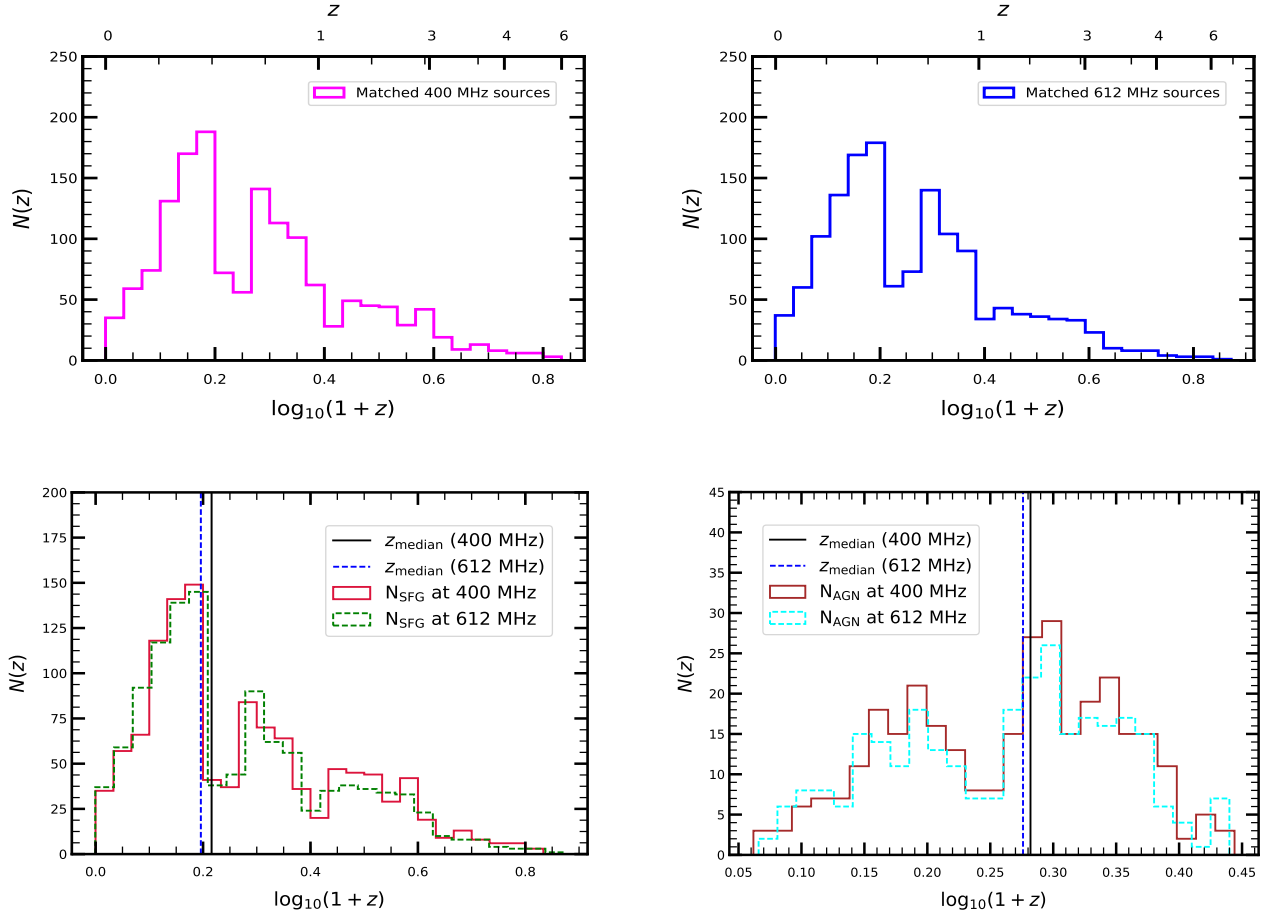 z
0 1 3 4 6
250
200
150
100
50
0
N(z)
Matched 400 MHz sources
0.0 0.2 0.4 0.6 0.8
log₁₀(1 + z)
z
0 1 3 4 6
250
200
150
100
50
0
N(z)
Matched 612 MHz sources
0.0 0.2 0.4 0.6 0.8
log₁₀(1 + z)
200
175
150
125
100
75
50
25
0
N(z)
z_median (400 MHz)
z_median (612 MHz)
N_SFG at 400 MHz
N_SFG at 612 MHz
0.0 0.2 0.4 0.6 0.8
log₁₀(1 + z)
45
40
35
30
25
20
15
10
5
0
N(z)
z_median (400 MHz)
z_median (612 MHz)
N_AGN at 400 MHz
N_AGN at 612 MHz
0.05 0.10 0.15 0.20 0.25 0.30 0.35 0.40 0.45
log₁₀(1 + z)